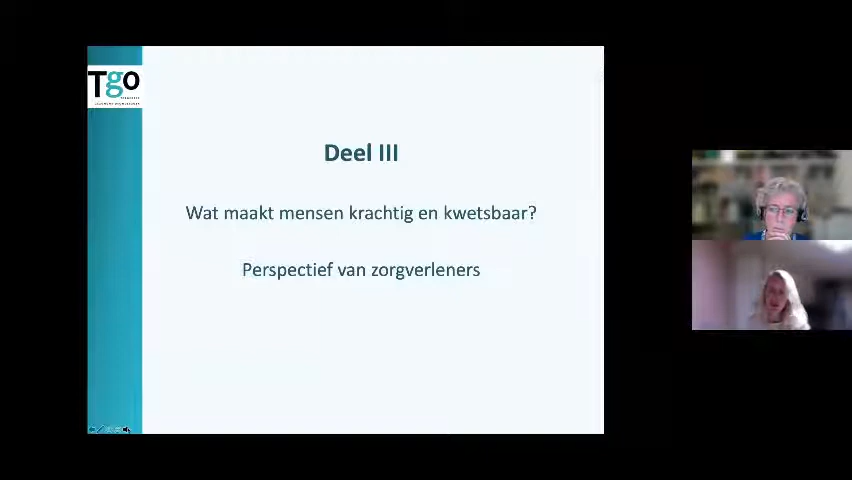 Tgo
Deel III
Wat maakt mensen krachtig en kwetsbaar?
Perspectief van zorgverleners